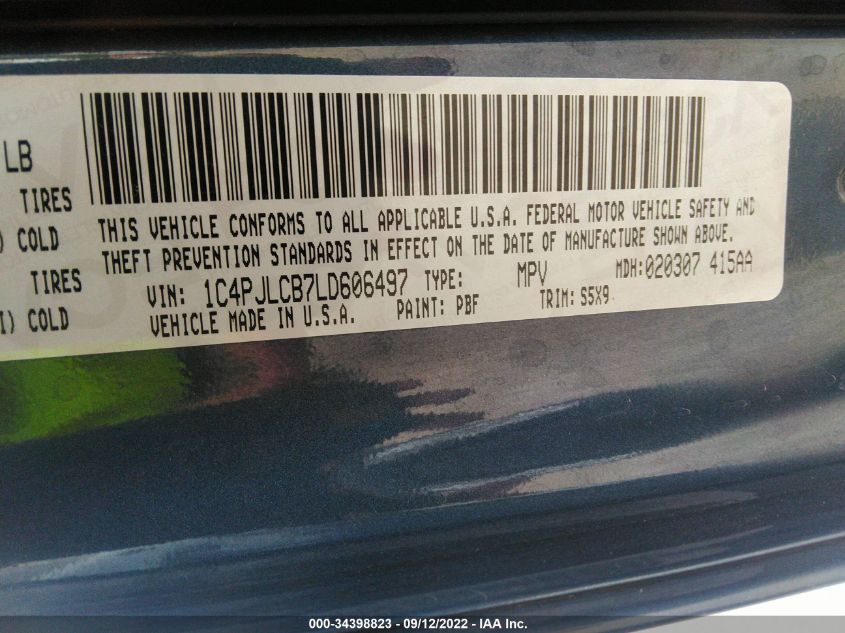 LB
TIRES
) COLD
TIRES
I) COLD
THIS VEHICLE CONFORMS TO ALL APPLICABLE U.S.A. FEDERAL MOTOR VEHICLE SAFETY AND
THEFT PREVENTION STANDARDS IN EFFECT ON THE DATE OF MANUFACTURE SHOWN ABOVE.
VIN: 1C4PJLCB7LD606497 TYPE: MPV MDH:020307 415AA
VEHICLE MADE IN U.S.A. PAINT: PBF TRIM: S5X9
000-34398823 - 09/12/2022 - IAA Inc.